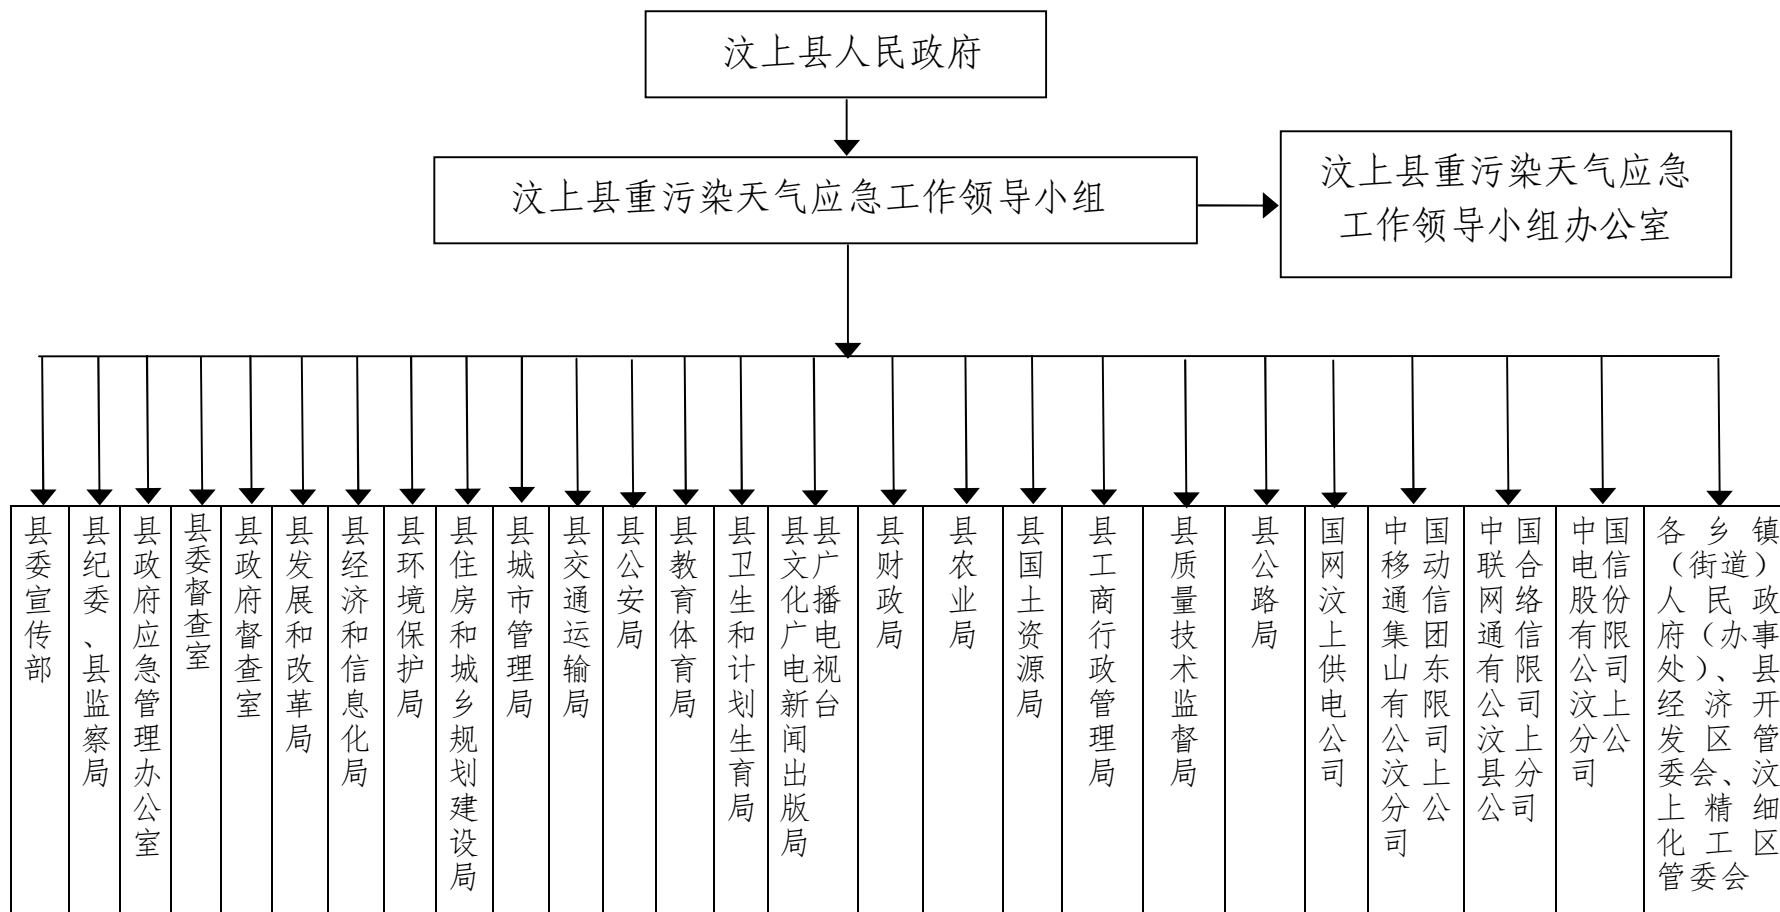 汶上县人民政府
汶上县重污染天气应急工作领导小组
汶上县重污染天气应急
工作领导小组办公室
县委宣传部
县纪委、县监察局
县政府应急管理办公室
县委督查室
县政府督查室
县发展和改革局
县经济和信息化局
县环境保护局
县住房和城乡规划建设局
县城市管理局
县交通运输局
县公安局
县教育体育局
县卫生和计划生育局
县文化广电新闻出版局
县广播电视台
县财政局
县农业局
县国土资源局
县工商行政管理局
县质量技术监督局
县公路局
国网汶上供电公司
中国移动通信集团山东有限公司汶上分公司
中国联合网络通信有限公司汶上县分公司
中国电信股份有限公司汶上分公司
各乡镇
（街道）
人民政
府（办事
处）、县
经济开
发区管
委会、汶
上精细
化工区
管委会